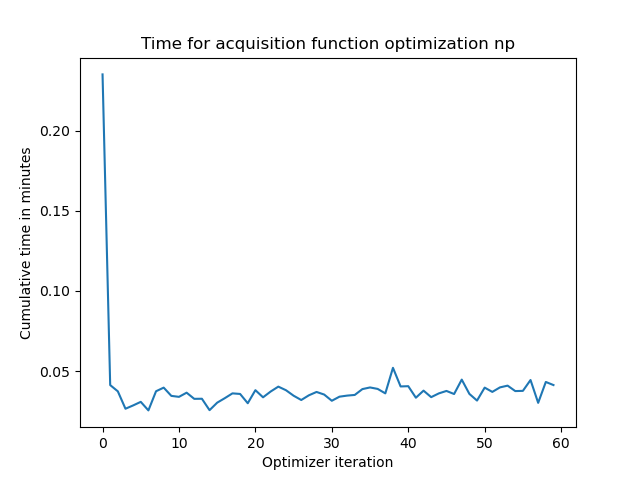 Time for acquisition function optimization np
Cumulative time in minutes
0.20
0.15
0.10
0.05
0 10 20 30 40 50 60
Optimizer iteration